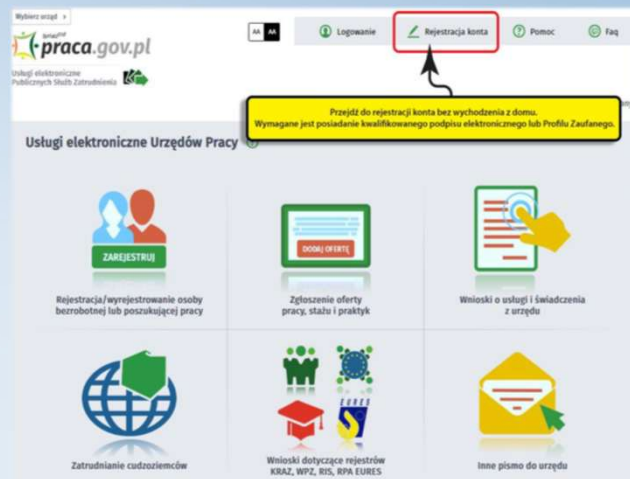 Wybierz urząd >
praca.gov.pl
Usługi elektroniczne
Publicznych Służb Zatrudnienia
AA AA
Logowanie
Rejestracja konta
Pomoc
Faq
Przejdź do rejestracji konta bez wychodzenia z domu.
Wymagane jest posiadanie kwalifikowanego podpisu elektronicznego lub Profilu Zaufanego.
Usługi elektroniczne Urzędów Pracy ?
ZAREJESTRUJ
DODAJ OFERTĘ
Rejestracja/wyrejestrowanie osoby
bezrobotnej lub poszukującej pracy
Zgłoszenie oferty
pracy, stażu i praktyk
Wnioski o usługi i świadczenia
z urzędu
EURES
Zatrudnianie cudzoziemców
Wnioski dotyczące rejestrów
KRAZ, WPZ, RIS, RPA EURES
Inne pismo do urzędu